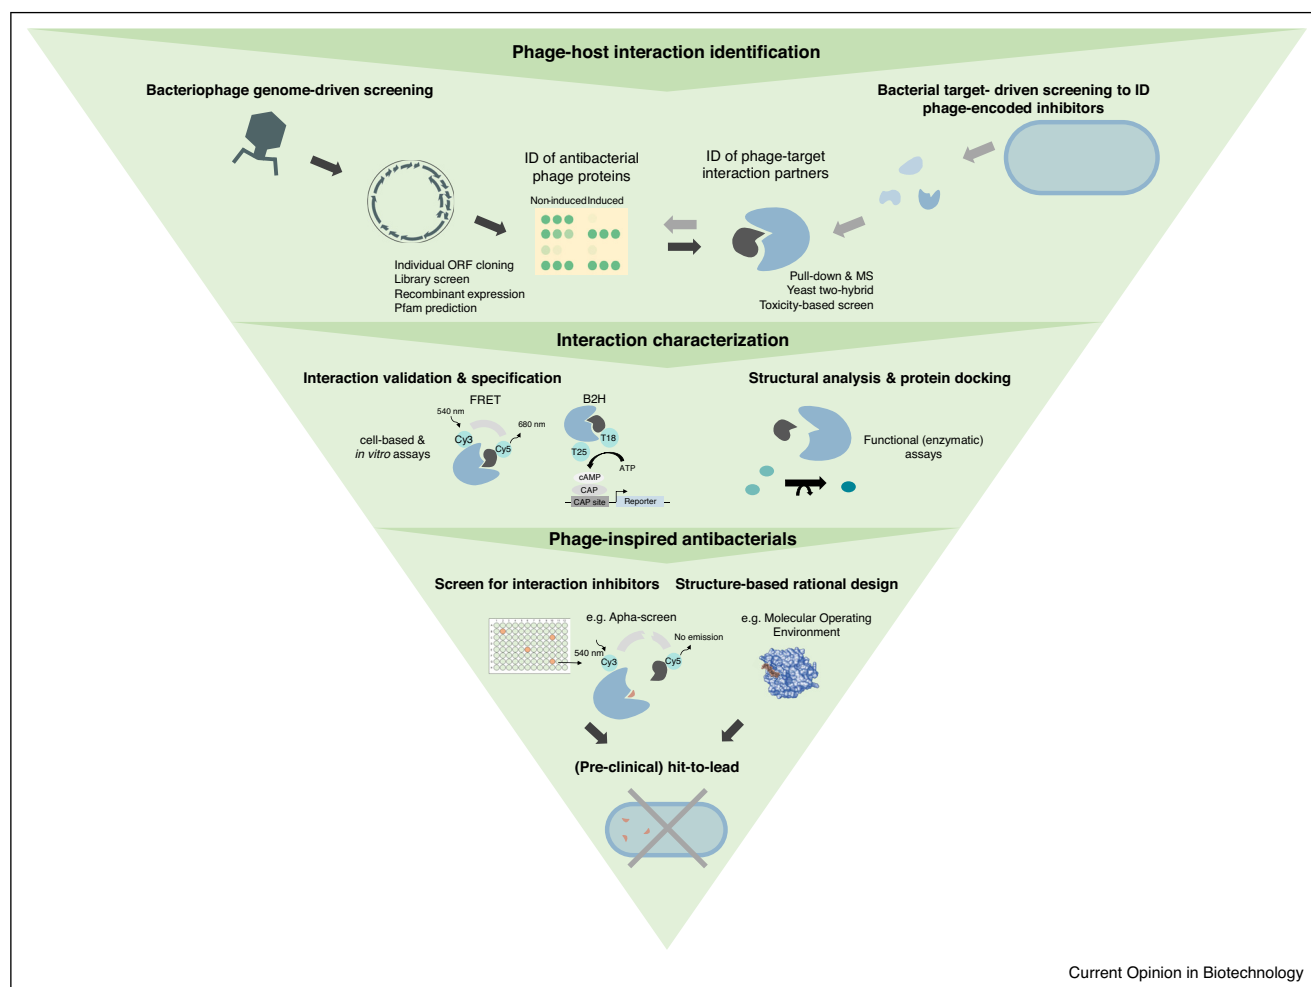 Phage-host interaction identification
Bacteriophage genome-driven screening
Bacterial target- driven screening to ID
phage-encoded inhibitors
ID of antibacterial
phage proteins
ID of phage-target
interaction partners
Non-induced Induced
Individual ORF cloning
Library screen
Recombinant expression
Pfam prediction
Pull-down & MS
Yeast two-hybrid
Toxicity-based screen
Interaction characterization
Interaction validation & specification
Structural analysis & protein docking
FRET
B2H
540 nm
680 nm
Cy3
Cy5
cell-based &
in vitro assays
T18
T25
ATP
cAMP
CAP
CAP site
Reporter
Functional (enzymatic)
assays
Phage-inspired antibacterials
Screen for interaction inhibitors
Structure-based rational design
e.g. Apha-screen
e.g. Molecular Operating
Environment
No emission
540 nm
Cy3
Cy5
(Pre-clinical) hit-to-lead
Current Opinion in Biotechnology